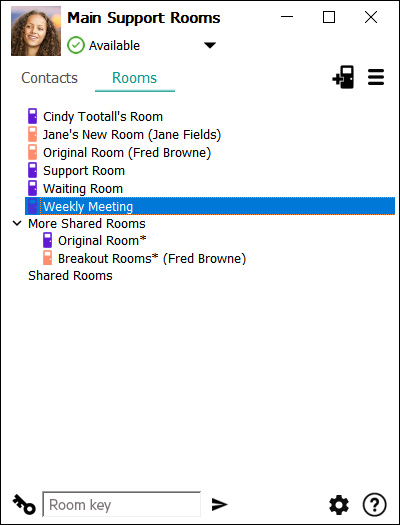 Main Support Rooms
Available
Contacts Rooms
Cindy Tootall's Room
Jane's New Room (Jane Fields)
Original Room (Fred Browne)
Support Room
Waiting Room
Weekly Meeting
More Shared Rooms
Original Room*
Breakout Rooms* (Fred Browne)
Shared Rooms
Room key